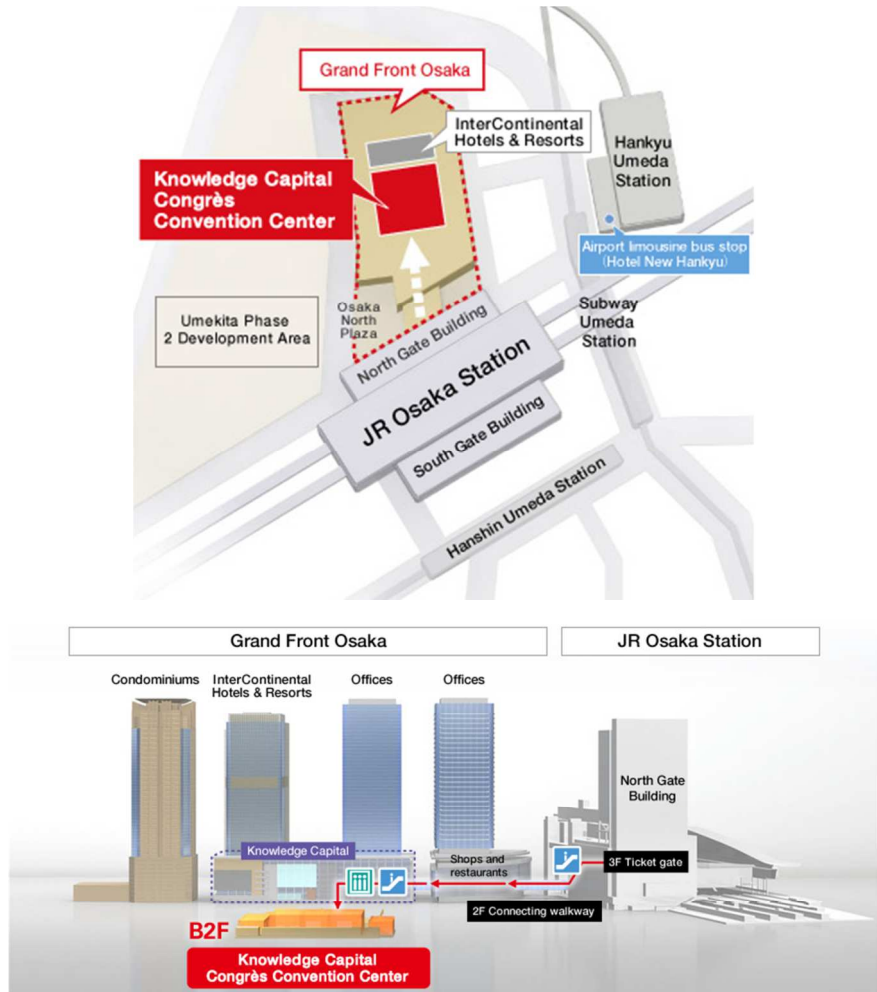 Grand Front Osaka
InterContinental
Hotels & Resorts
Hankyu
Umeda
Station
Knowledge Capital
Congrès
Convention Center
Airport limousine bus stop
(Hotel New Hankyu)
Umekita Phase
2 Development Area
Osaka
North
Plaza
Subway
Umeda
Station
North Gate Building
JR Osaka Station
South Gate Building
Hanshin Umeda Station
Grand Front Osaka
JR Osaka Station
Condominiums
InterContinental
Hotels & Resorts
Offices
Offices
North Gate
Building
Knowledge Capital
Shops and
restaurants
3F Ticket gate
2F Connecting walkway
B2F
Knowledge Capital
Congrès Convention Center